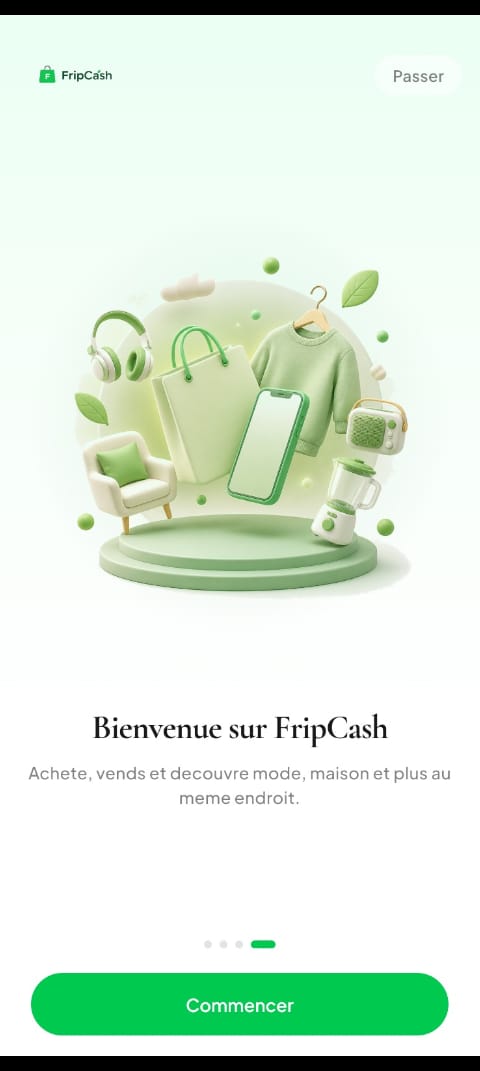 F
FripCash
Passer
Bienvenue sur FripCash
Achete, vends et decouvre mode, maison et plus au
meme endroit.
Commencer